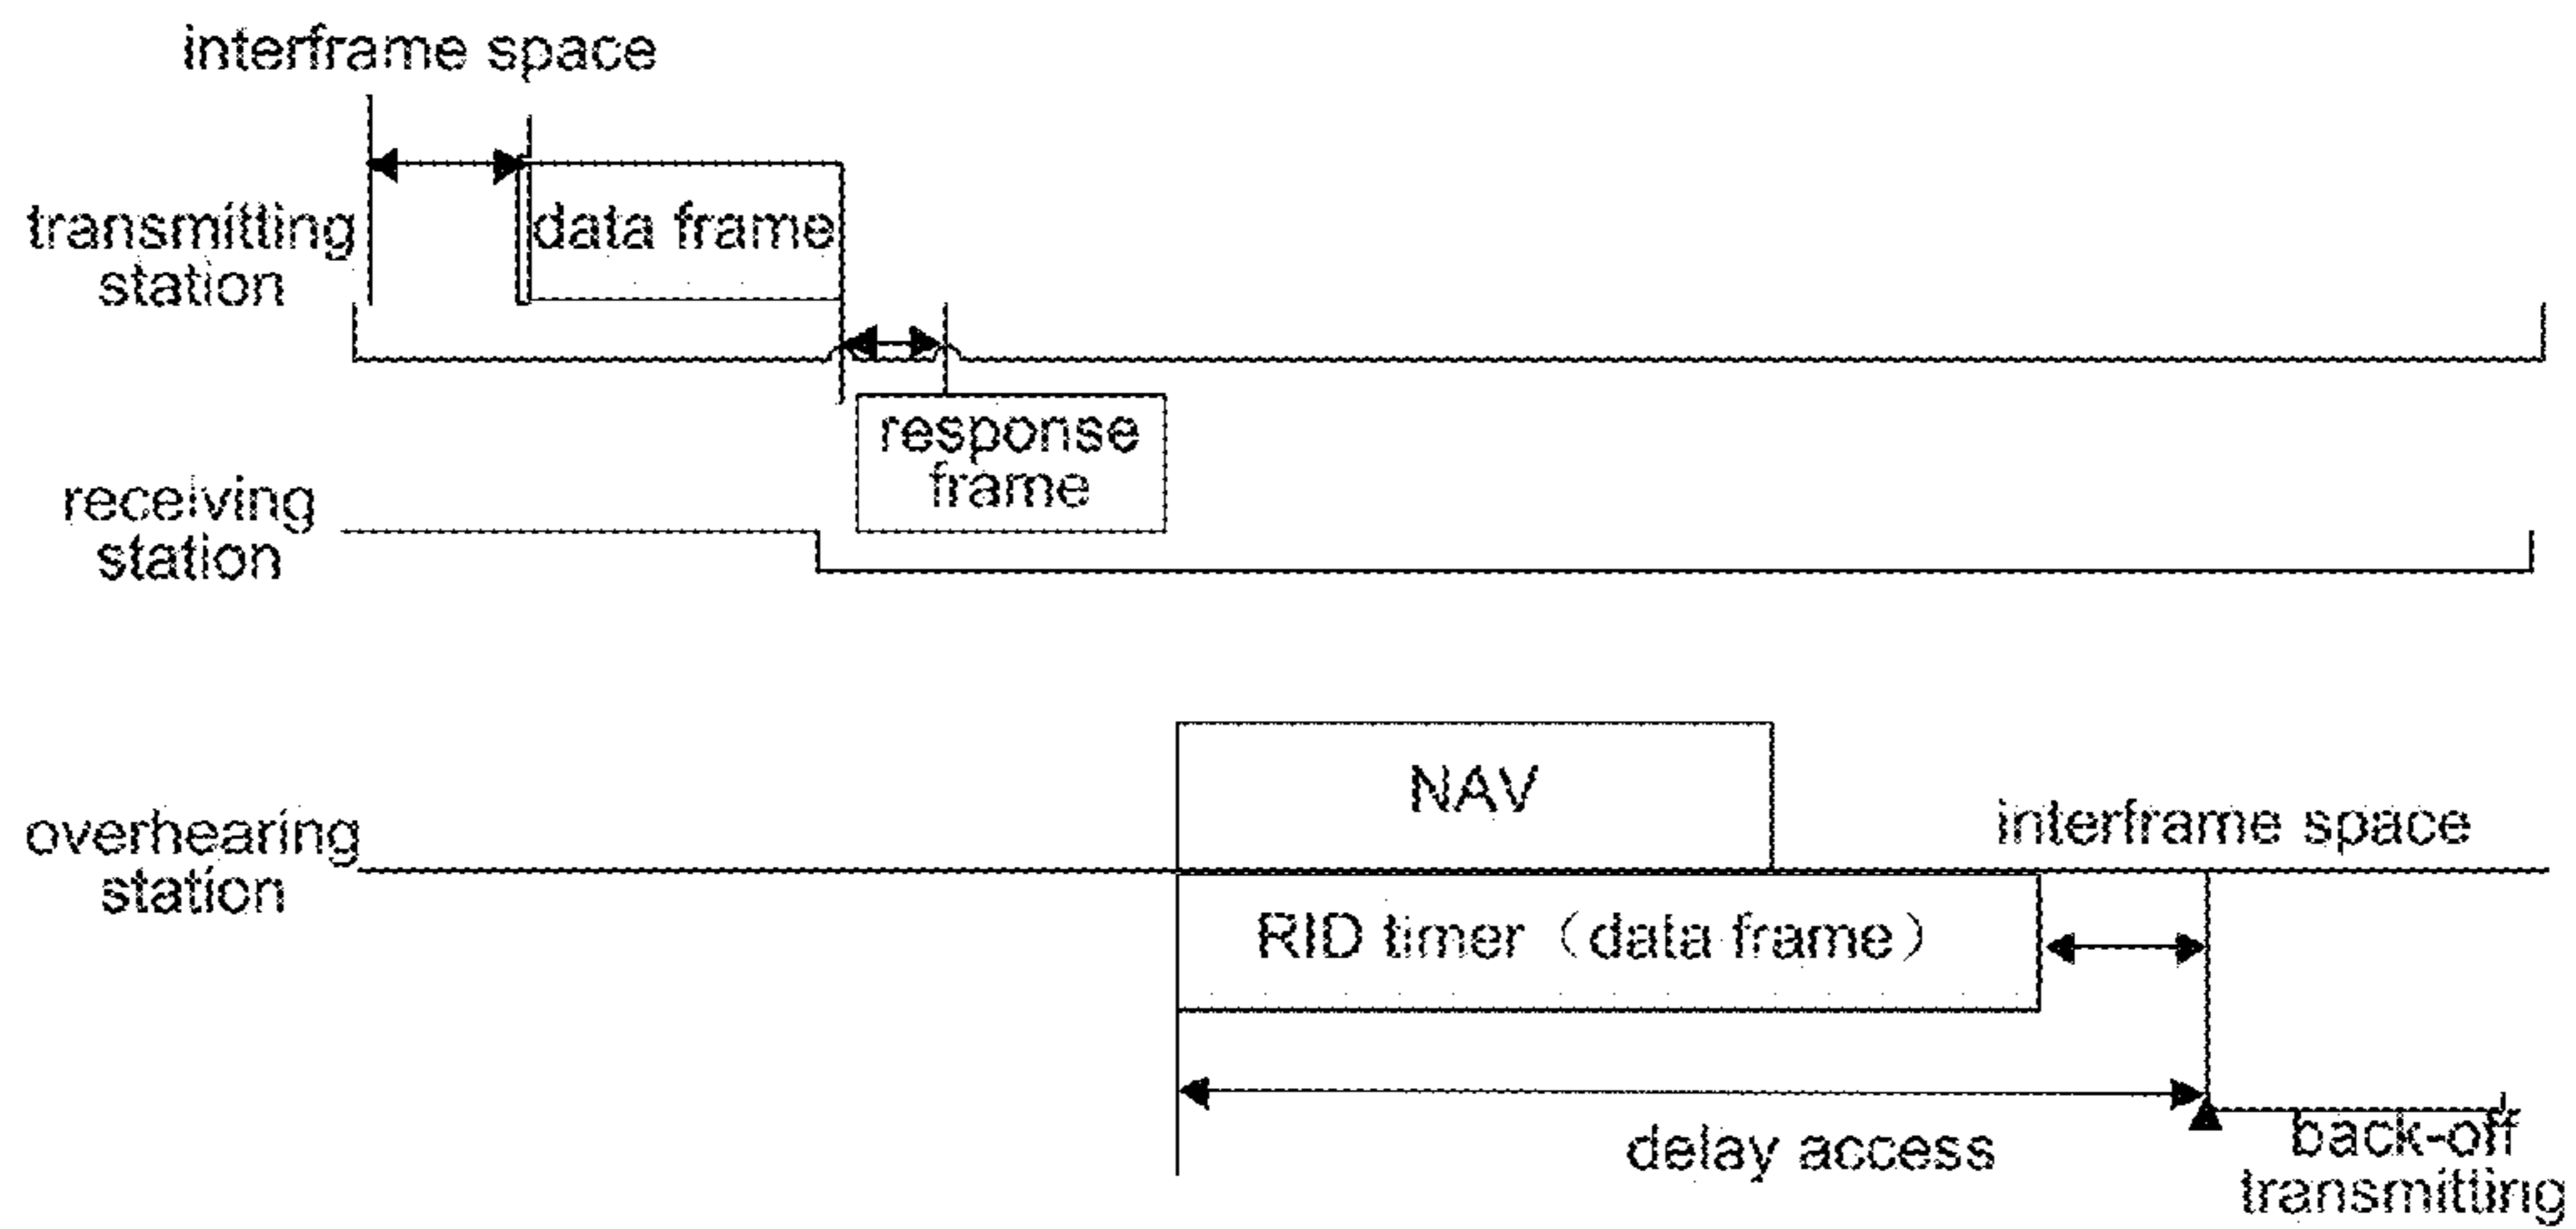 interframe space
transmitting
station
data frame
response
frame
receiving
station
NAV
overhearing
station
interframe space
RID timer（data frame）
delay access
back-off
transmitting